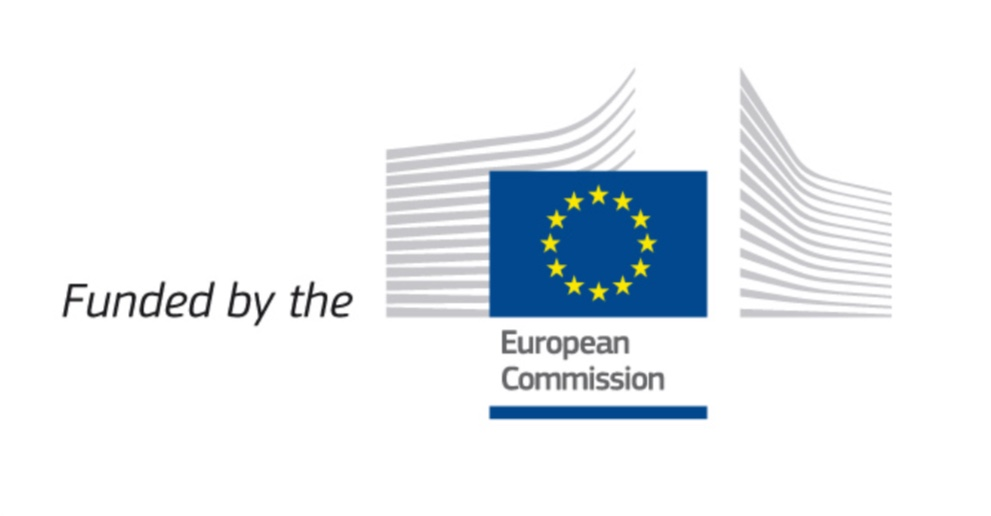 Funded by the
European
Commission